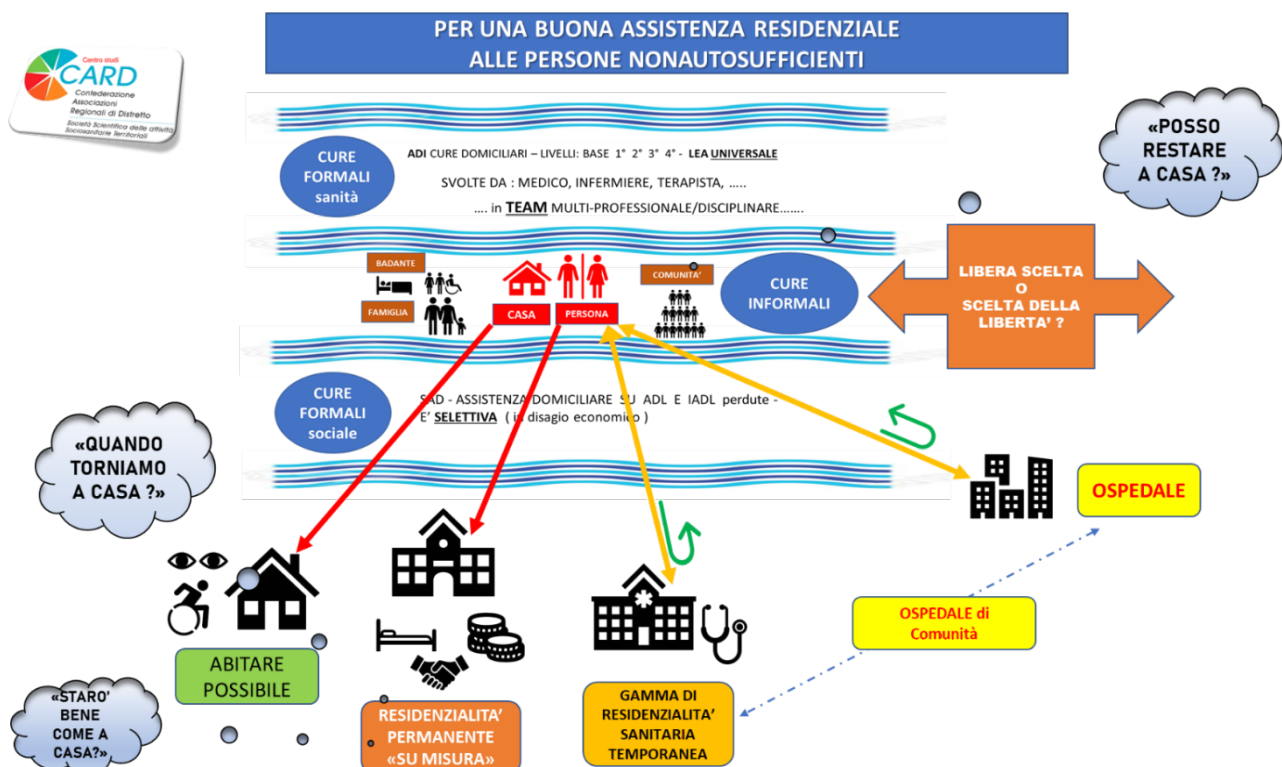 PER UNA BUONA ASSISTENZA RESIDENZIALE
ALLE PERSONE NONAUTOSUFFICIENTI
Centro studi
CARD
Confederazione
Associazioni
Regionali di Distretto
Società Scientifica delle attività
Sociosanitarie Territoriali
«POSSO
RESTARE
A CASA ?»
CURE
FORMALI
sanità
ADI CURE DOMICILIARI – LIVELLI: BASE 1° 2° 3° 4° - LEA UNIVERSALE
SVOLTE DA : MEDICO, INFERMIERE, TERAPISTA, .....
.... in TEAM MULTI-PROFESSIONALE/DISCIPLINARE.......
BADANTE
FAMIGLIA
CASA
PERSONA
COMUNITA'
CURE
INFORMALI
LIBERA SCELTA
O
SCELTA DELLA
LIBERTA' ?
CURE
FORMALI
sociale
SAD - ASSISTENZA DOMICILIARE SU ADL E IADL perdute -
E' SELETTIVA ( in disagio economico )
«QUANDO
TORNIAMO
A CASA ?»
OSPEDALE
OSPEDALE di
Comunità
ABITARE
POSSIBILE
«STARO'
BENE
COME A
CASA?»
RESIDENZIALITA'
PERMANENTE
«SU MISURA»
GAMMA DI
RESIDENZIALITA'
SANITARIA
TEMPORANEA